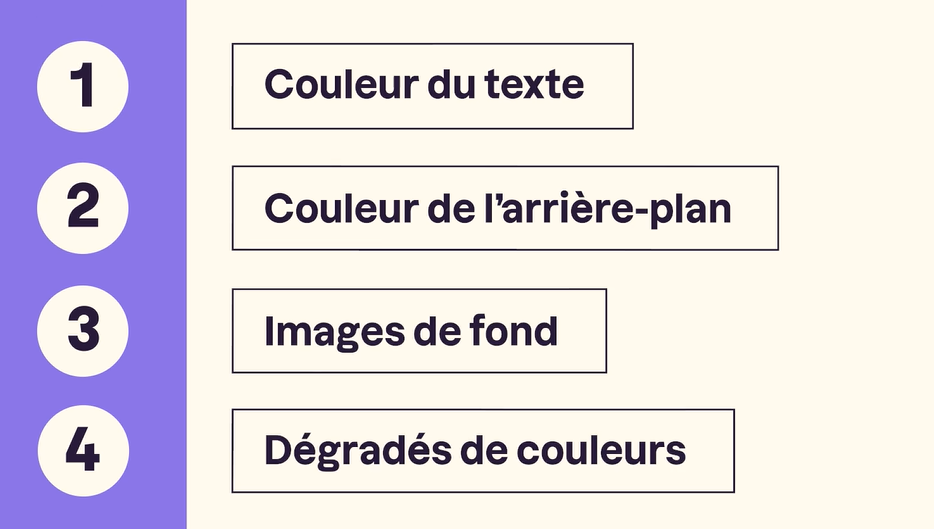 1 Couleur du texte
2 Couleur de l’arrière-plan
3 Images de fond
4 Dégradés de couleurs